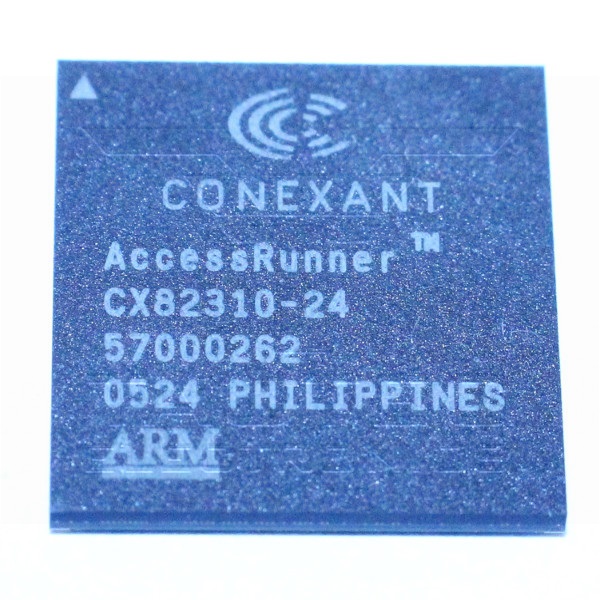 CONEXANT
AccessRunner™
CX82310-24
57000262
0524 PHILIPPINES
ARM